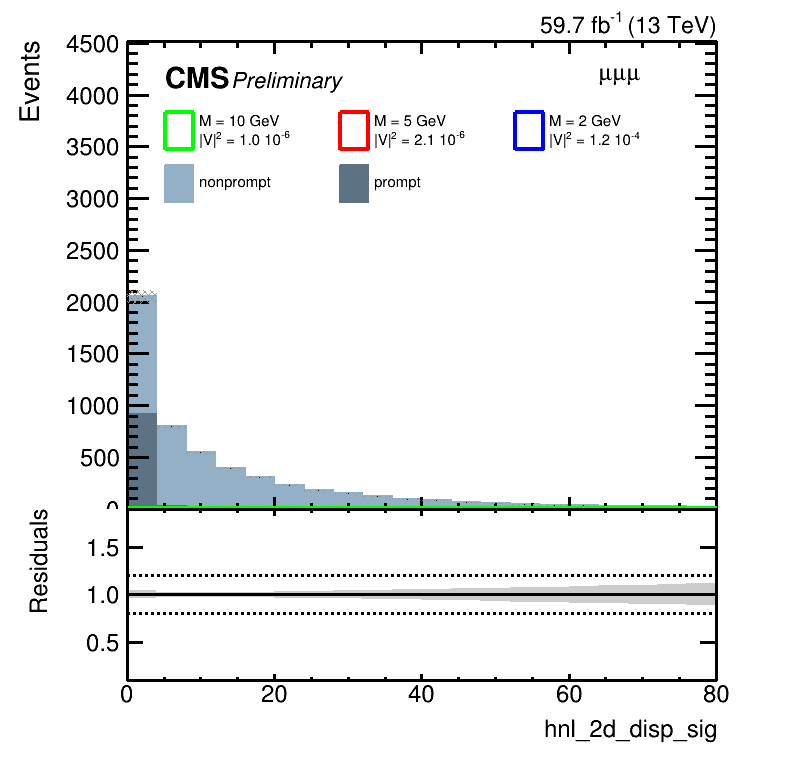 59.7 fb-1 (13 TeV)
CMS Preliminary
μμμ
M = 10 GeV
|V|2 = 1.0 10-6
M = 5 GeV
|V|2 = 2.1 10-6
M = 2 GeV
|V|2 = 1.2 10-4
nonprompt
prompt
Events
4500
4000
3500
3000
2500
2000
1500
1000
500
0
Residuals
1.5
1.0
0.5
0 20 40 60 80
hnl_2d_disp_sig